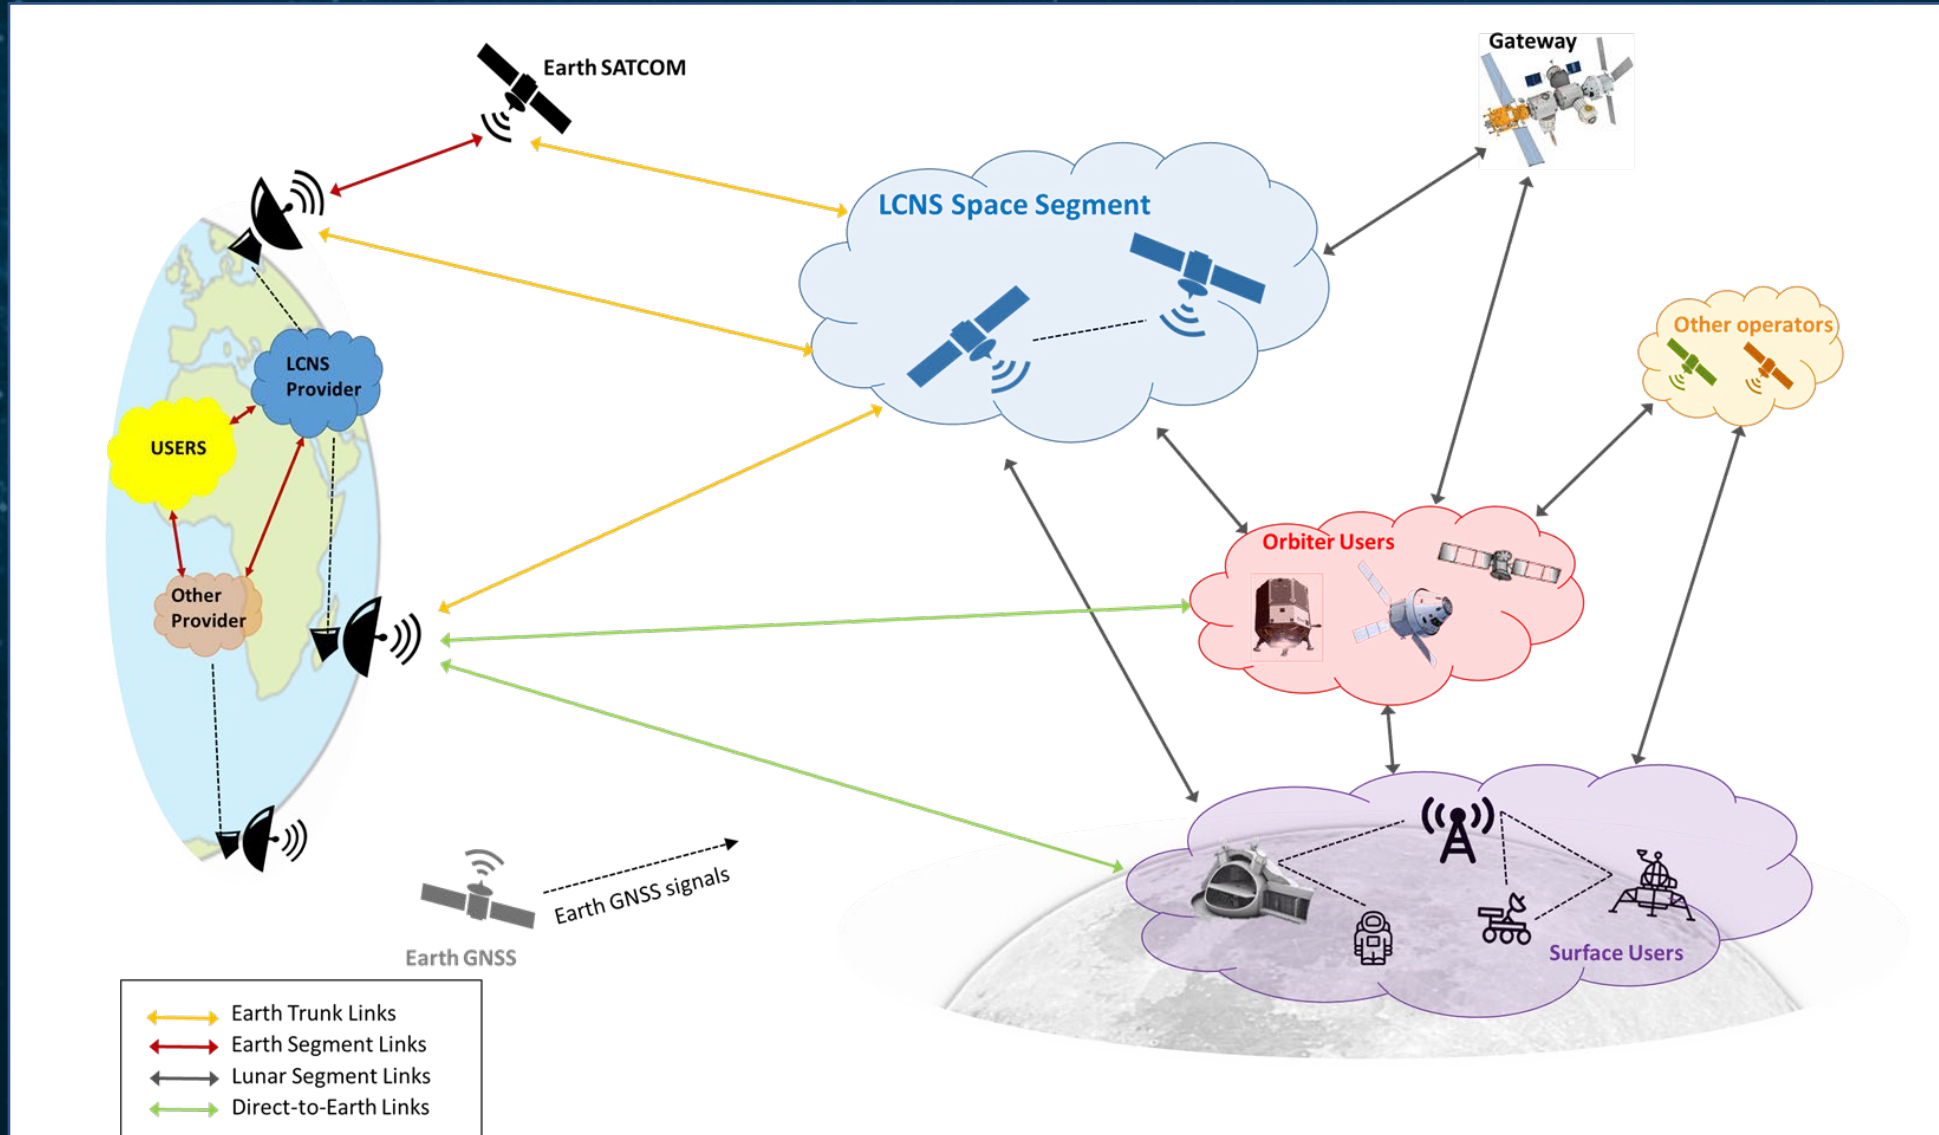 Earth SATCOM
Gateway
LCNS Space Segment
Other operators
LCNS
Provider
USERS
Orbiter Users
Other
Provider
Earth GNSS signals
Earth GNSS
Surface Users
Earth Trunk Links
Earth Segment Links
Lunar Segment Links
Direct-to-Earth Links